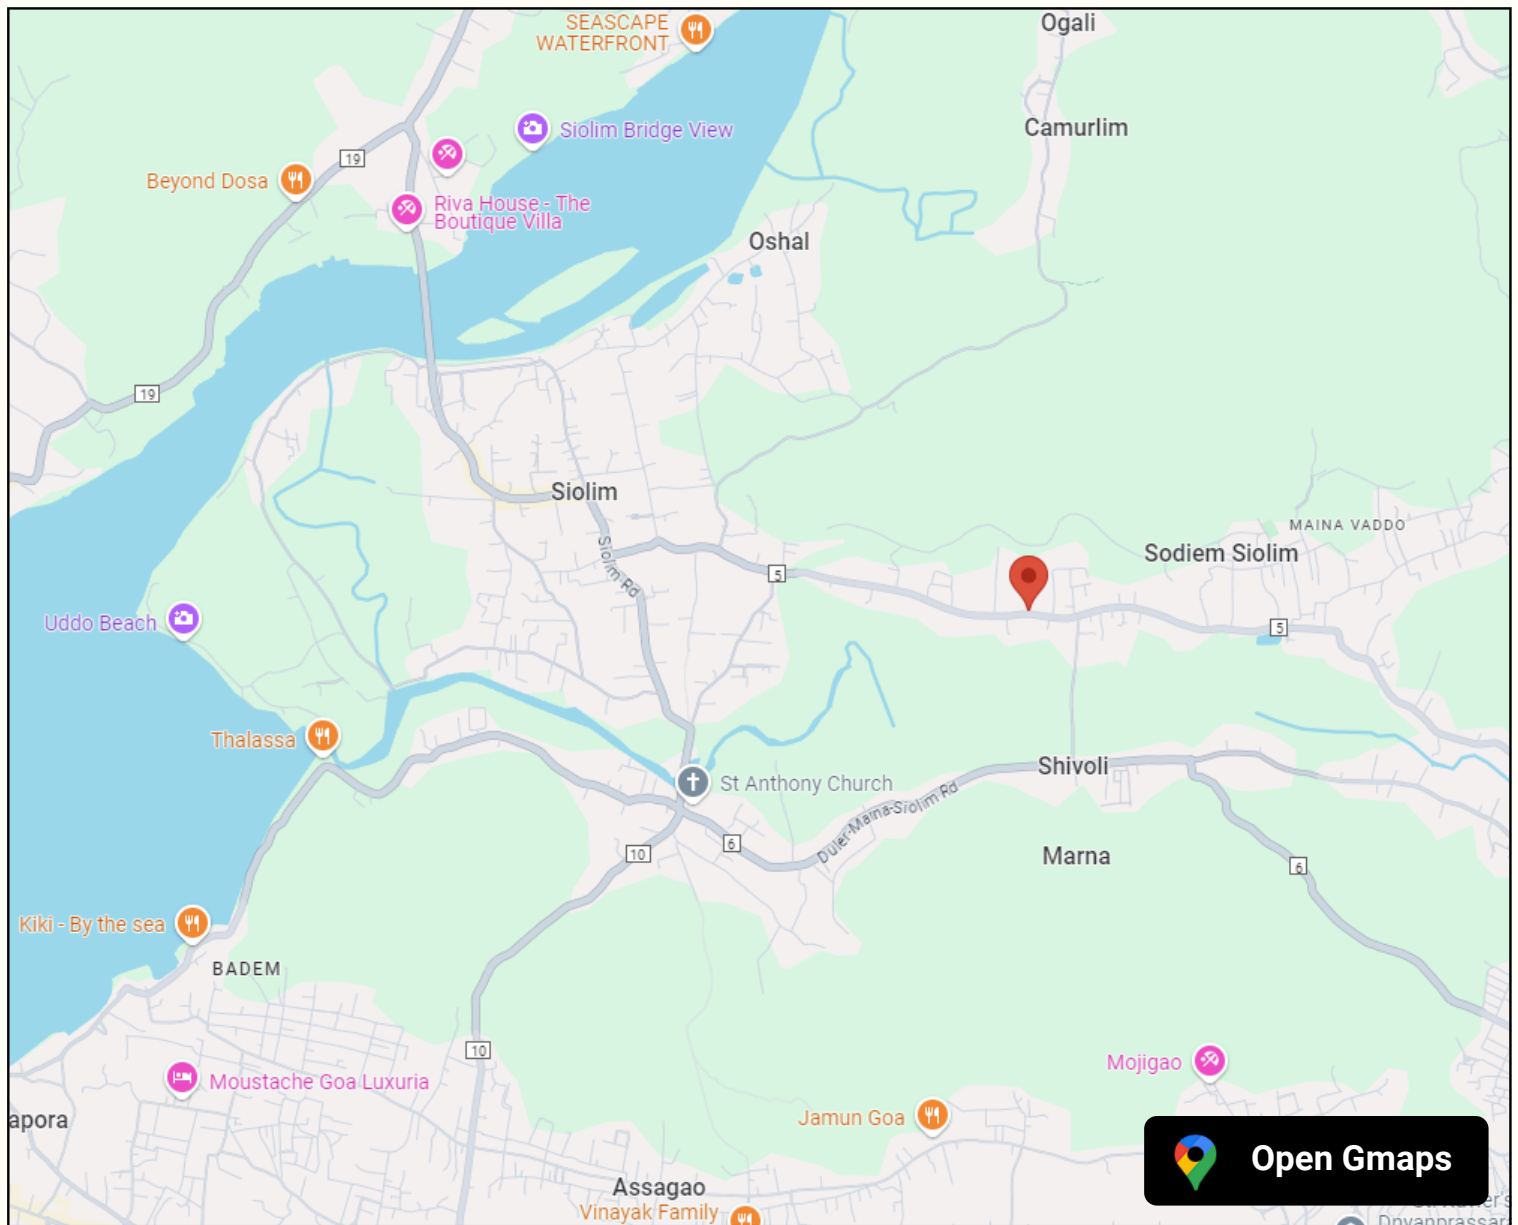 SEASCAPE
WATERFRONT
Ogali
Camurlim
Siolim Bridge View
19
Beyond Dosa
Riva House - The
Boutique Villa
Oshal
19
Siolim
MAINA VADDO
Sodiem Siolim
Siolim Rd
5
5
Uddo Beach
Thalassa
Shivoli
St Anthony Church
Duler-Marna-Siolim Rd
10
6
Marna
6
Kiki - By the sea
BADEM
10
Mojigao
Moustache Goa Luxuria
Jamun Goa
apora
Open Gmaps
Assagao
Vinayak Family